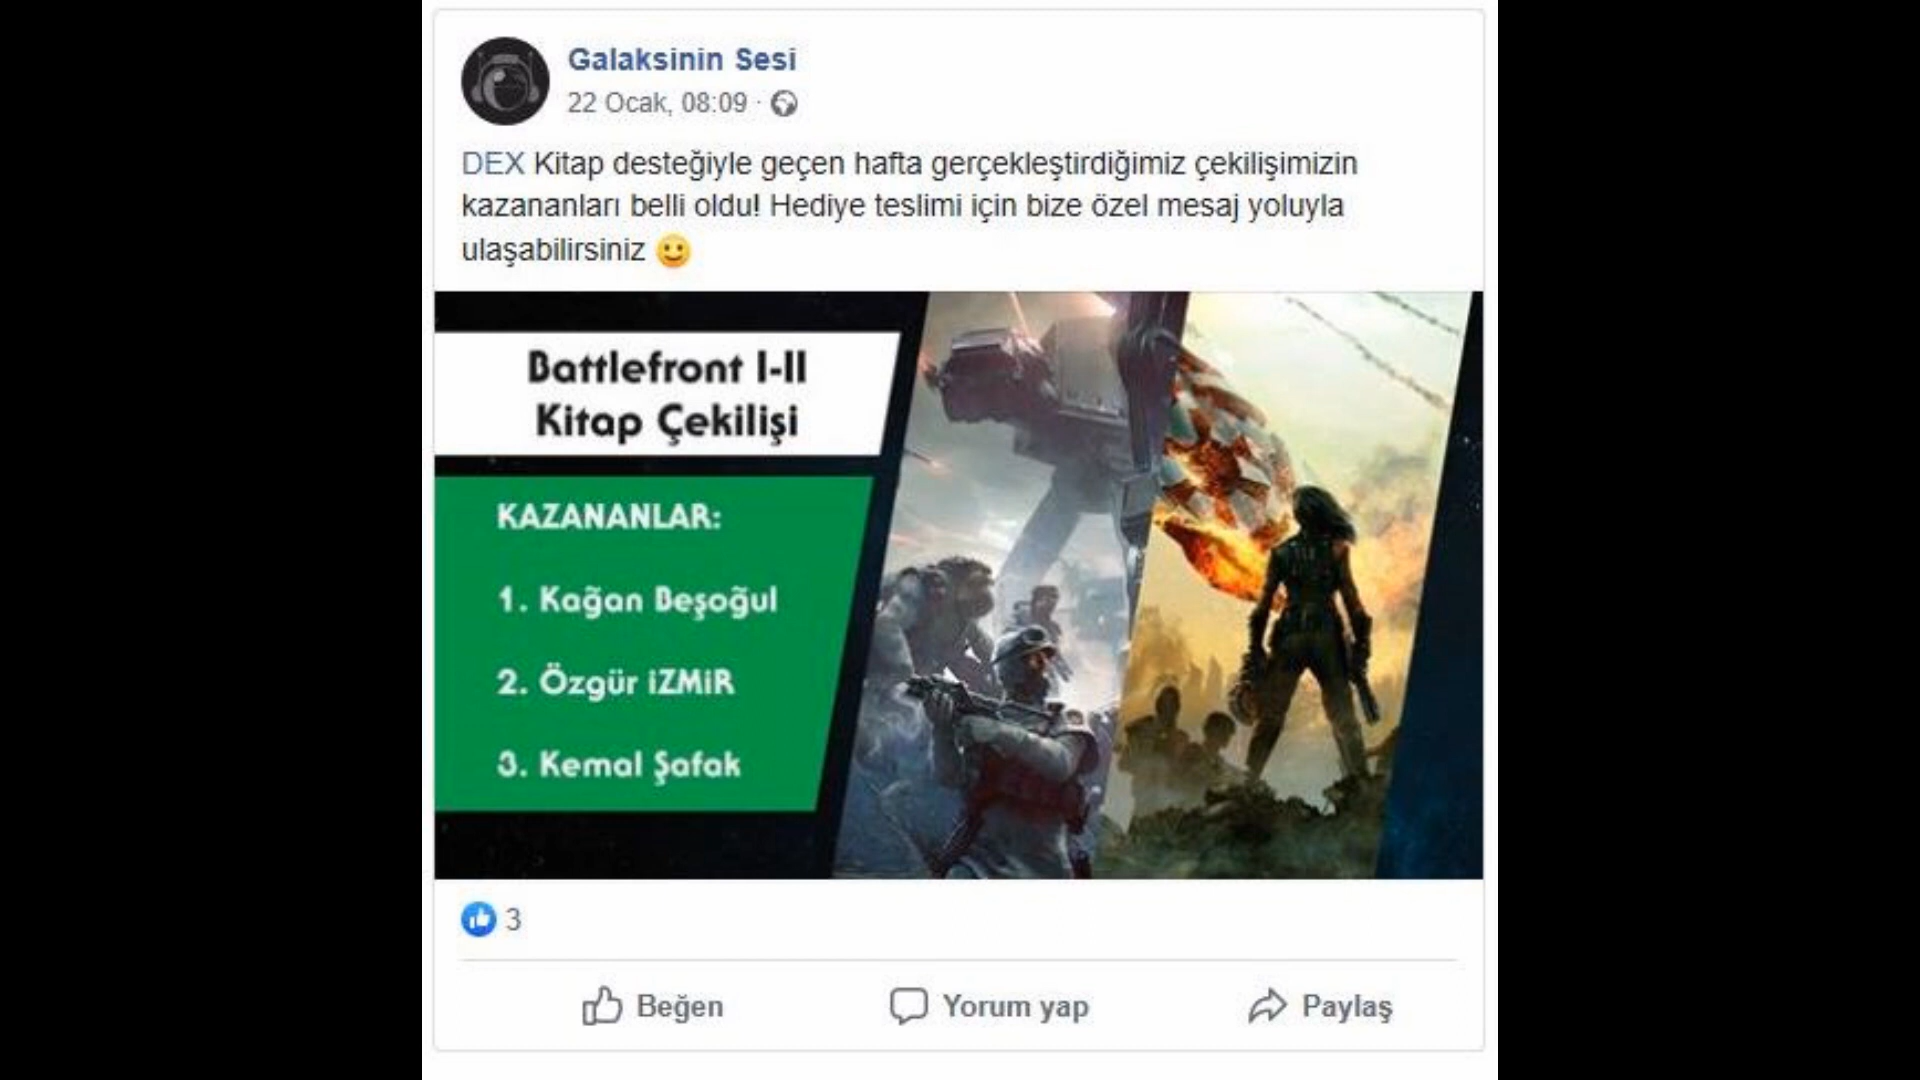 Galaksinin Sesi
22 Ocak, 08:09 ·
DEX Kitap desteğiyle geçen hafta gerçekleştirdiğimiz çekilişimizin
kazananları belli oldu! Hediye teslimi için bize özel mesaj yoluyla
ulaşabilirsiniz
Battlefront I-II
Kitap Çekilişi
KAZANANLAR:
1. Kağan Beşoğul
2. Özgür iZMiR
3. Kemal Şafak
3
Beğen
Yorum yap
Paylaş